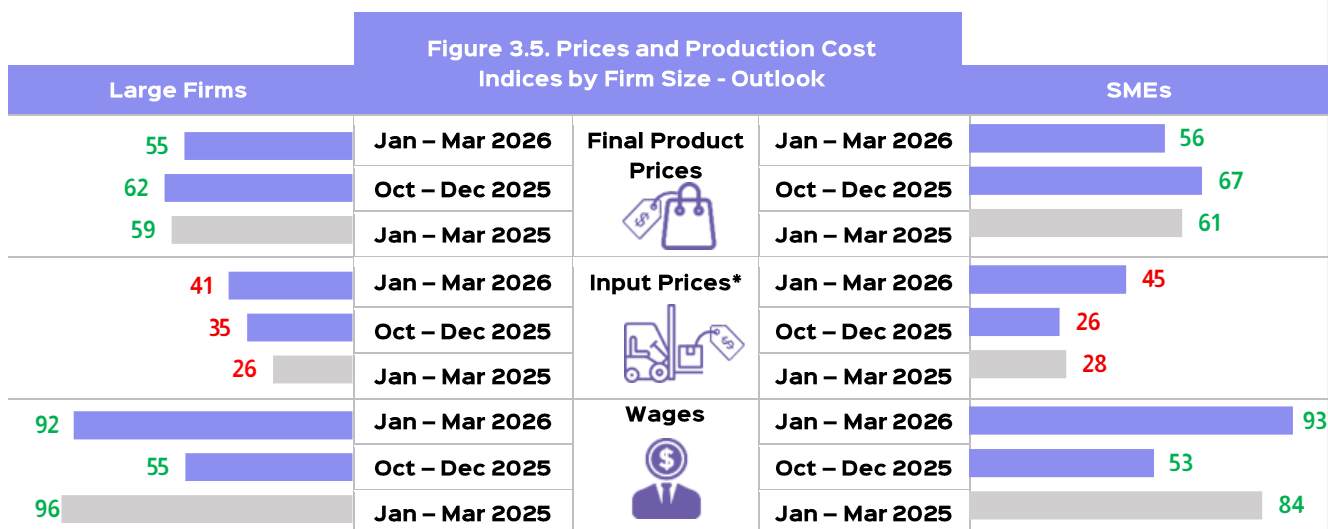 Figure 3.5. Prices and Production Cost
Indices by Firm Size - Outlook
Large Firms
SMEs
55
Jan – Mar 2026
Final Product
Prices
Jan – Mar 2026
56
62
Oct – Dec 2025
Oct – Dec 2025
67
59
Jan – Mar 2025
$
Jan – Mar 2025
61
41
Jan – Mar 2026
Input Prices*
Jan – Mar 2026
45
35
Oct – Dec 2025
$
Oct – Dec 2025
26
26
Jan – Mar 2025
Jan – Mar 2025
28
92
Jan – Mar 2026
Wages
Jan – Mar 2026
93
55
Oct – Dec 2025
$
Oct – Dec 2025
53
96
Jan – Mar 2025
Jan – Mar 2025
84